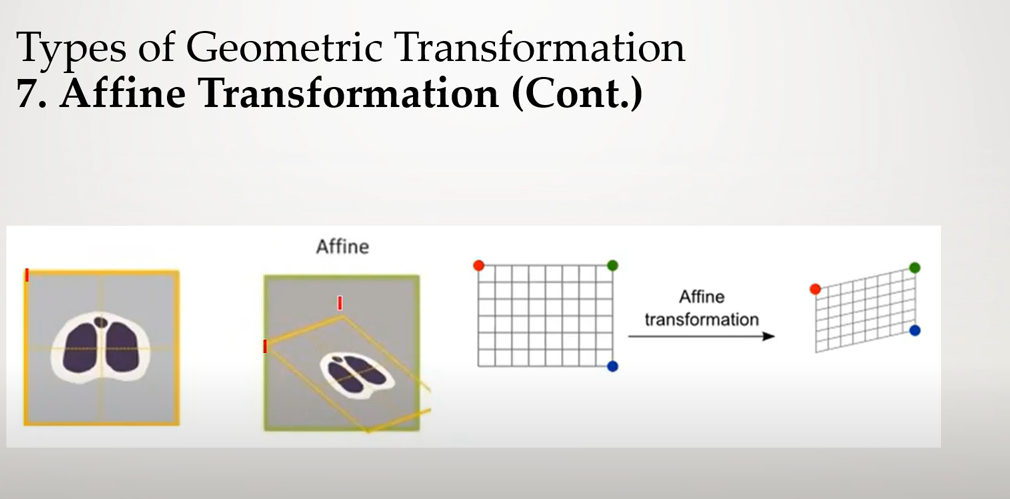 Types of Geometric Transformation
7. Affine Transformation (Cont.)
Affine
Affine
transformation